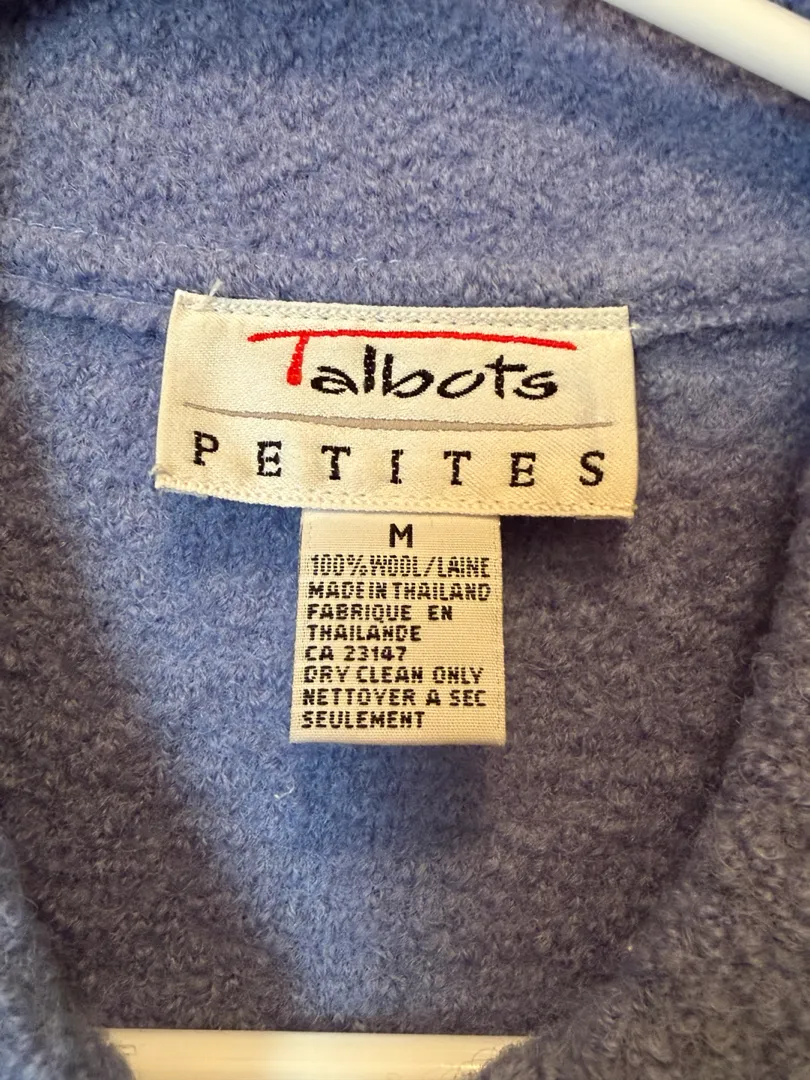 Talbots
PETITES
M
100% WOOL/LAINE
MADE IN THAILAND
FABRIQUE EN
THAILANDE
CA 23147
DRY CLEAN ONLY
NETTOYER A SEC
SEULEMENT